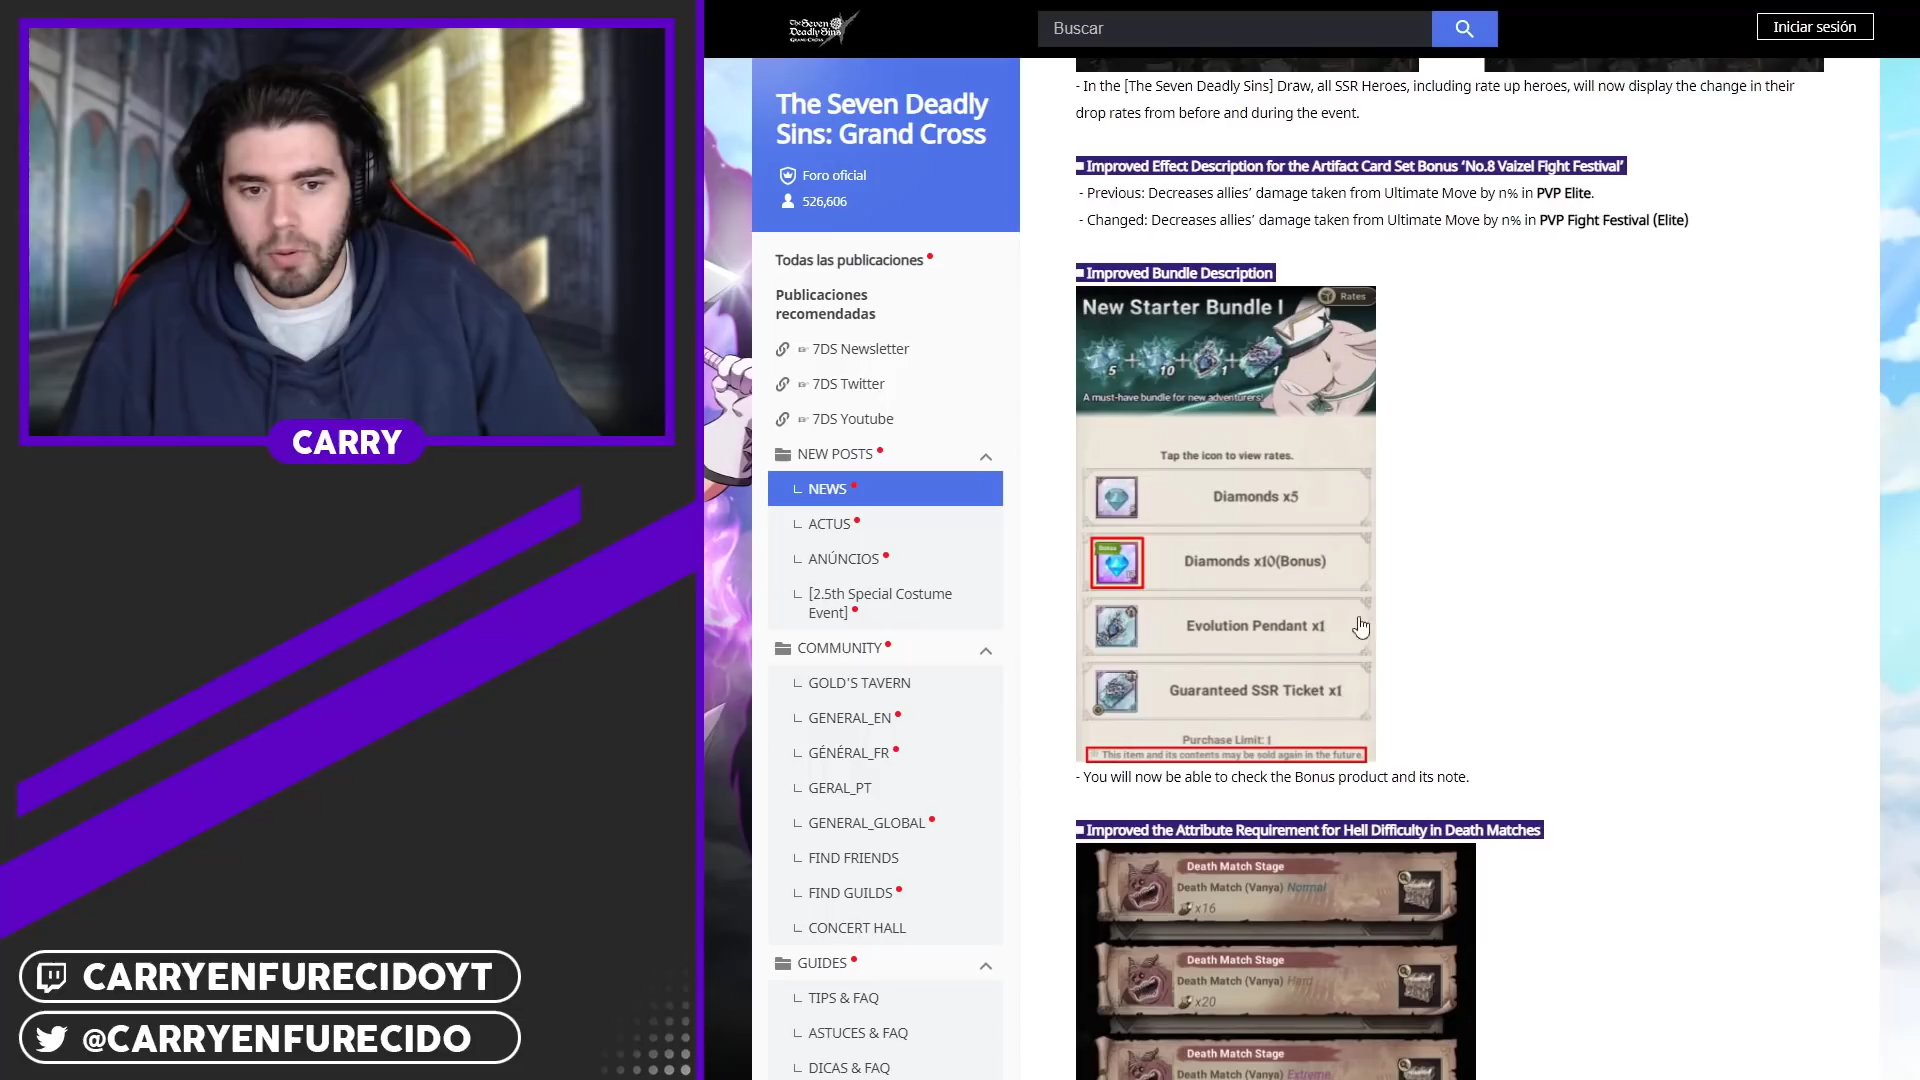 CARRY
CARRYENFURECIDOYT
@CARRYENFURECIDO
The Seven
Deadly Sins
GRAND CROSS
Buscar
Iniciar sesión
The Seven Deadly
Sins: Grand Cross
Foro oficial
526,606
Todas las publicaciones
Publicaciones
recomendadas
☞ 7DS Newsletter
☞ 7DS Twitter
☞ 7DS Youtube
NEW POSTS
NEWS
ACTUS
ANÚNCIOS
[2.5th Special Costume
Event]
COMMUNITY
GOLD'S TAVERN
GENERAL_EN
GÉNÉRAL_FR
GERAL_PT
GENERAL_GLOBAL
FIND FRIENDS
FIND GUILDS
CONCERT HALL
GUIDES
TIPS & FAQ
ASTUCES & FAQ
DICAS & FAQ
- In the [The Seven Deadly Sins] Draw, all SSR Heroes, including rate up heroes, will now display the change in their
drop rates from before and during the event.
■ Improved Effect Description for the Artifact Card Set Bonus ‘No.8 Vaizel Fight Festival’
- Previous: Decreases allies’ damage taken from Ultimate Move by n% in PVP Elite.
- Changed: Decreases allies’ damage taken from Ultimate Move by n% in PVP Fight Festival (Elite)
■ Improved Bundle Description
Rates
New Starter Bundle I
5 + 10 + 1 + 1
A must-have bundle for new adventurers!
Tap the icon to view rates.
Diamonds x5
Bonus
Diamonds x10(Bonus)
Evolution Pendant x1
Guaranteed SSR Ticket x1
Purchase Limit: 1
※ This item and its contents may be sold again in the future.
- You will now be able to check the Bonus product and its note.
■ Improved the Attribute Requirement for Hell Difficulty in Death Matches
Death Match Stage
Death Match (Vanya) Normal
x16
Death Match Stage
Death Match (Vanya) Hard
x20
Death Match Stage
Death Match (Vanya) Extreme